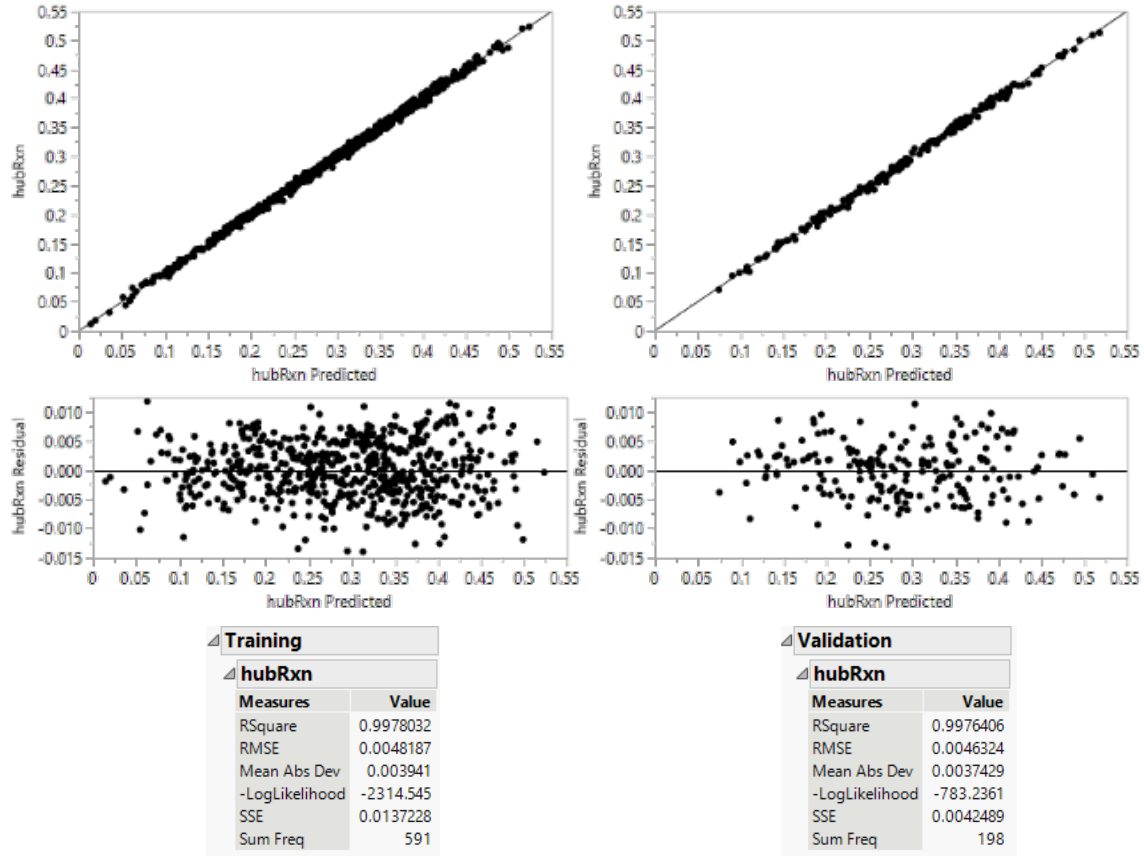 0.55
0.5
0.45
0.4
0.35
0.3
0.25
0.2
0.15
0.1
0.05
0
hubRxn
0 0.05 0.1 0.15 0.2 0.25 0.3 0.35 0.4 0.45 0.5 0.55
hubRxn Predicted
0.55
0.5
0.45
0.4
0.35
0.3
0.25
0.2
0.15
0.1
0.05
0
hubRxn
0 0.05 0.1 0.15 0.2 0.25 0.3 0.35 0.4 0.45 0.5 0.55
hubRxn Predicted
0.010
0.005
0.000
-0.005
-0.010
-0.015
hubRxn Residual
0 0.05 0.1 0.15 0.2 0.25 0.3 0.35 0.4 0.45 0.5 0.55
hubRxn Predicted
0.010
0.005
0.000
-0.005
-0.010
-0.015
hubRxn Residual
0 0.05 0.1 0.15 0.2 0.25 0.3 0.35 0.4 0.45 0.5 0.55
hubRxn Predicted
Training
hubRxn
Measures Value
RSquare 0.9978032
RMSE 0.0048187
Mean Abs Dev 0.003941
-LogLikelihood -2314.545
SSE 0.0137228
Sum Freq 591
Validation
hubRxn
Measures Value
RSquare 0.9976406
RMSE 0.0046324
Mean Abs Dev 0.0037429
-LogLikelihood -783.2361
SSE 0.0042489
Sum Freq 198